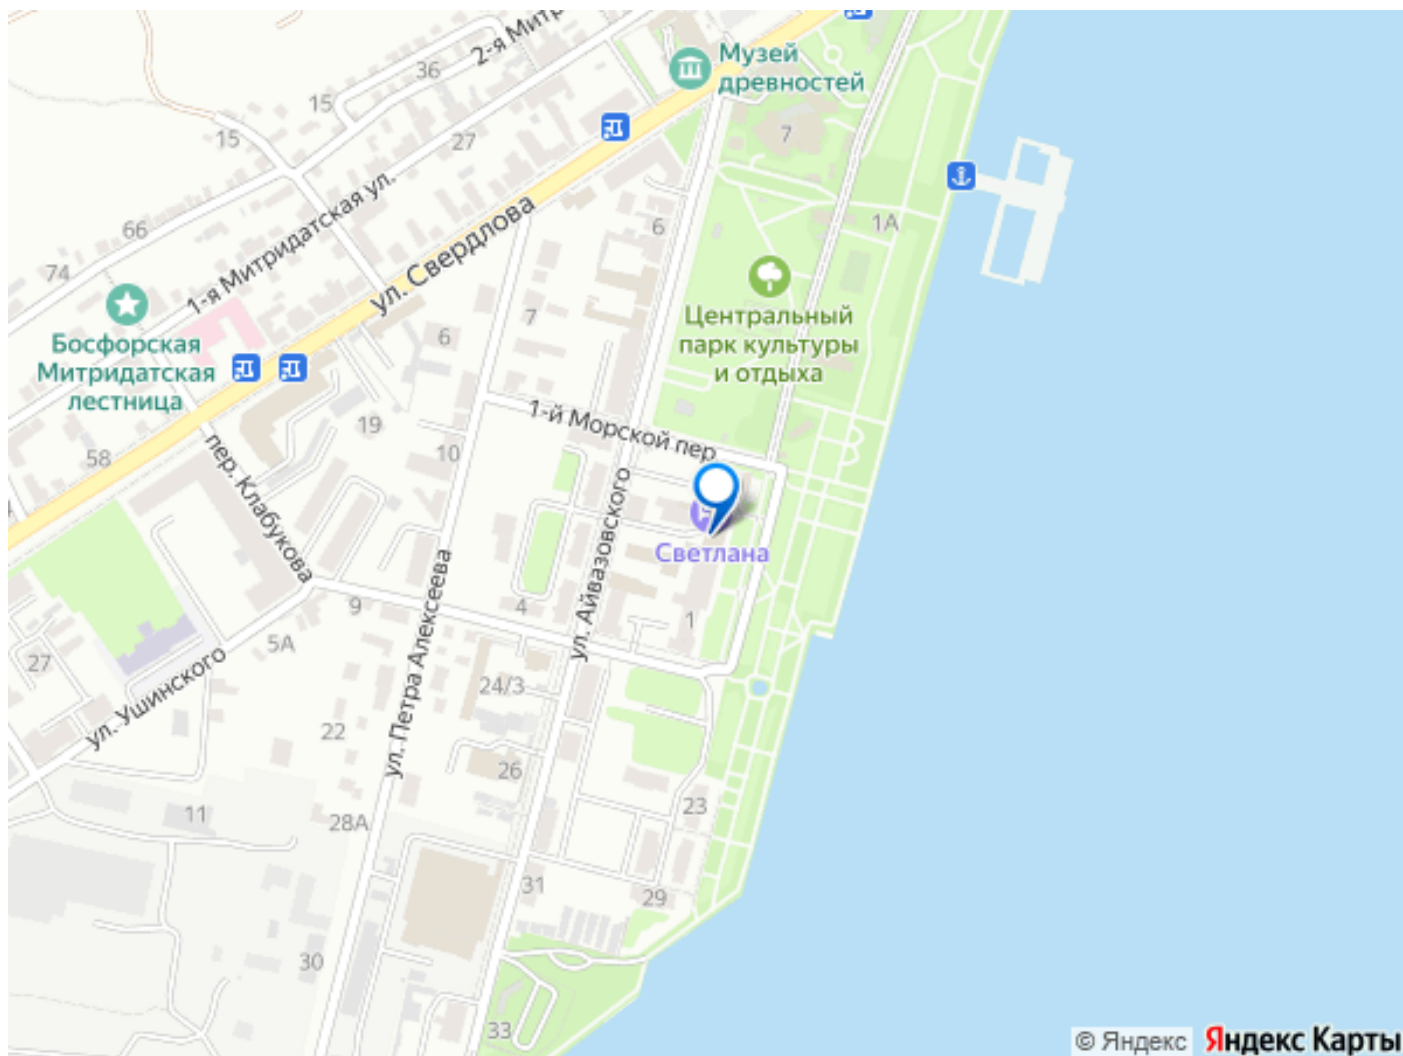 2-я Митр
36
Музей
древностей
15
15
27
7
1-я Митридатская ул.
66
ул. Свердлова
6
1А
74
7
6
Босфорская
Митридатская
лестница
Центральный
парк культуры
и отдыха
19
1-й Морской пер
58
10
пер. Клабукова
ул. Айвазовского
Светлана
ул. Петра Алексеева
9
4
1
5А
27
ул. Ушинского
24/3
22
26
11
28А
23
31
29
30
33
© Яндекс Яндекс Карты